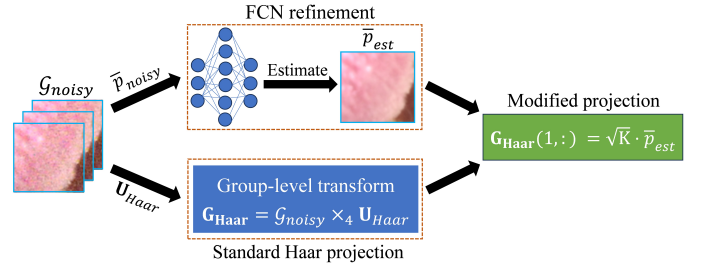 FCN refinement
𝒢_noisy
p̅_noisy
Estimate
p̅_est
Modified projection
G_Haar(1,:) = √K · p̅_est
U_Haar
Group-level transform
G_Haar = 𝒢_noisy ×₄ U_Haar
Standard Haar projection